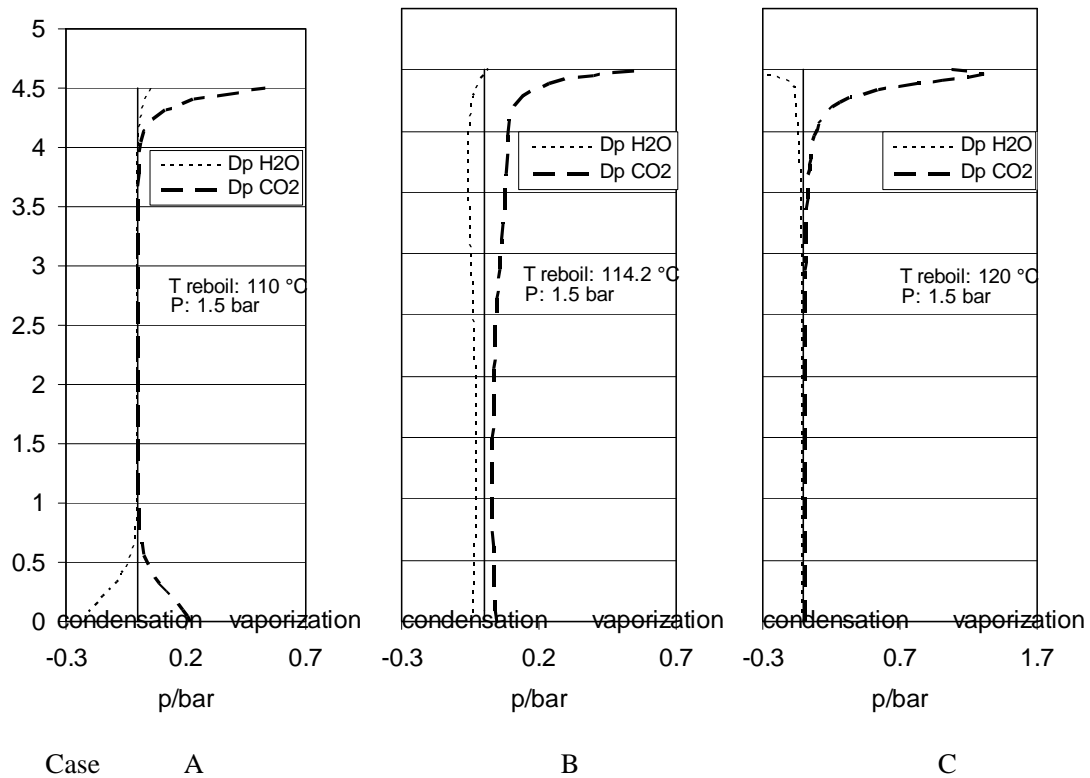 5
4.5
4
3.5
3
2.5
2
1.5
1
0.5
0
Dp H2O
Dp CO2
T reboil: 110 °C
P: 1.5 bar
condensation vaporization
-0.3 0.2 0.7
p/bar
Dp H2O
Dp CO2
T reboil: 114.2 °C
P: 1.5 bar
condensation vaporization
-0.3 0.2 0.7
p/bar
Dp H2O
Dp CO2
T reboil: 120 °C
P: 1.5 bar
condensation vaporization
-0.3 0.7 1.7
p/bar
Case A B C